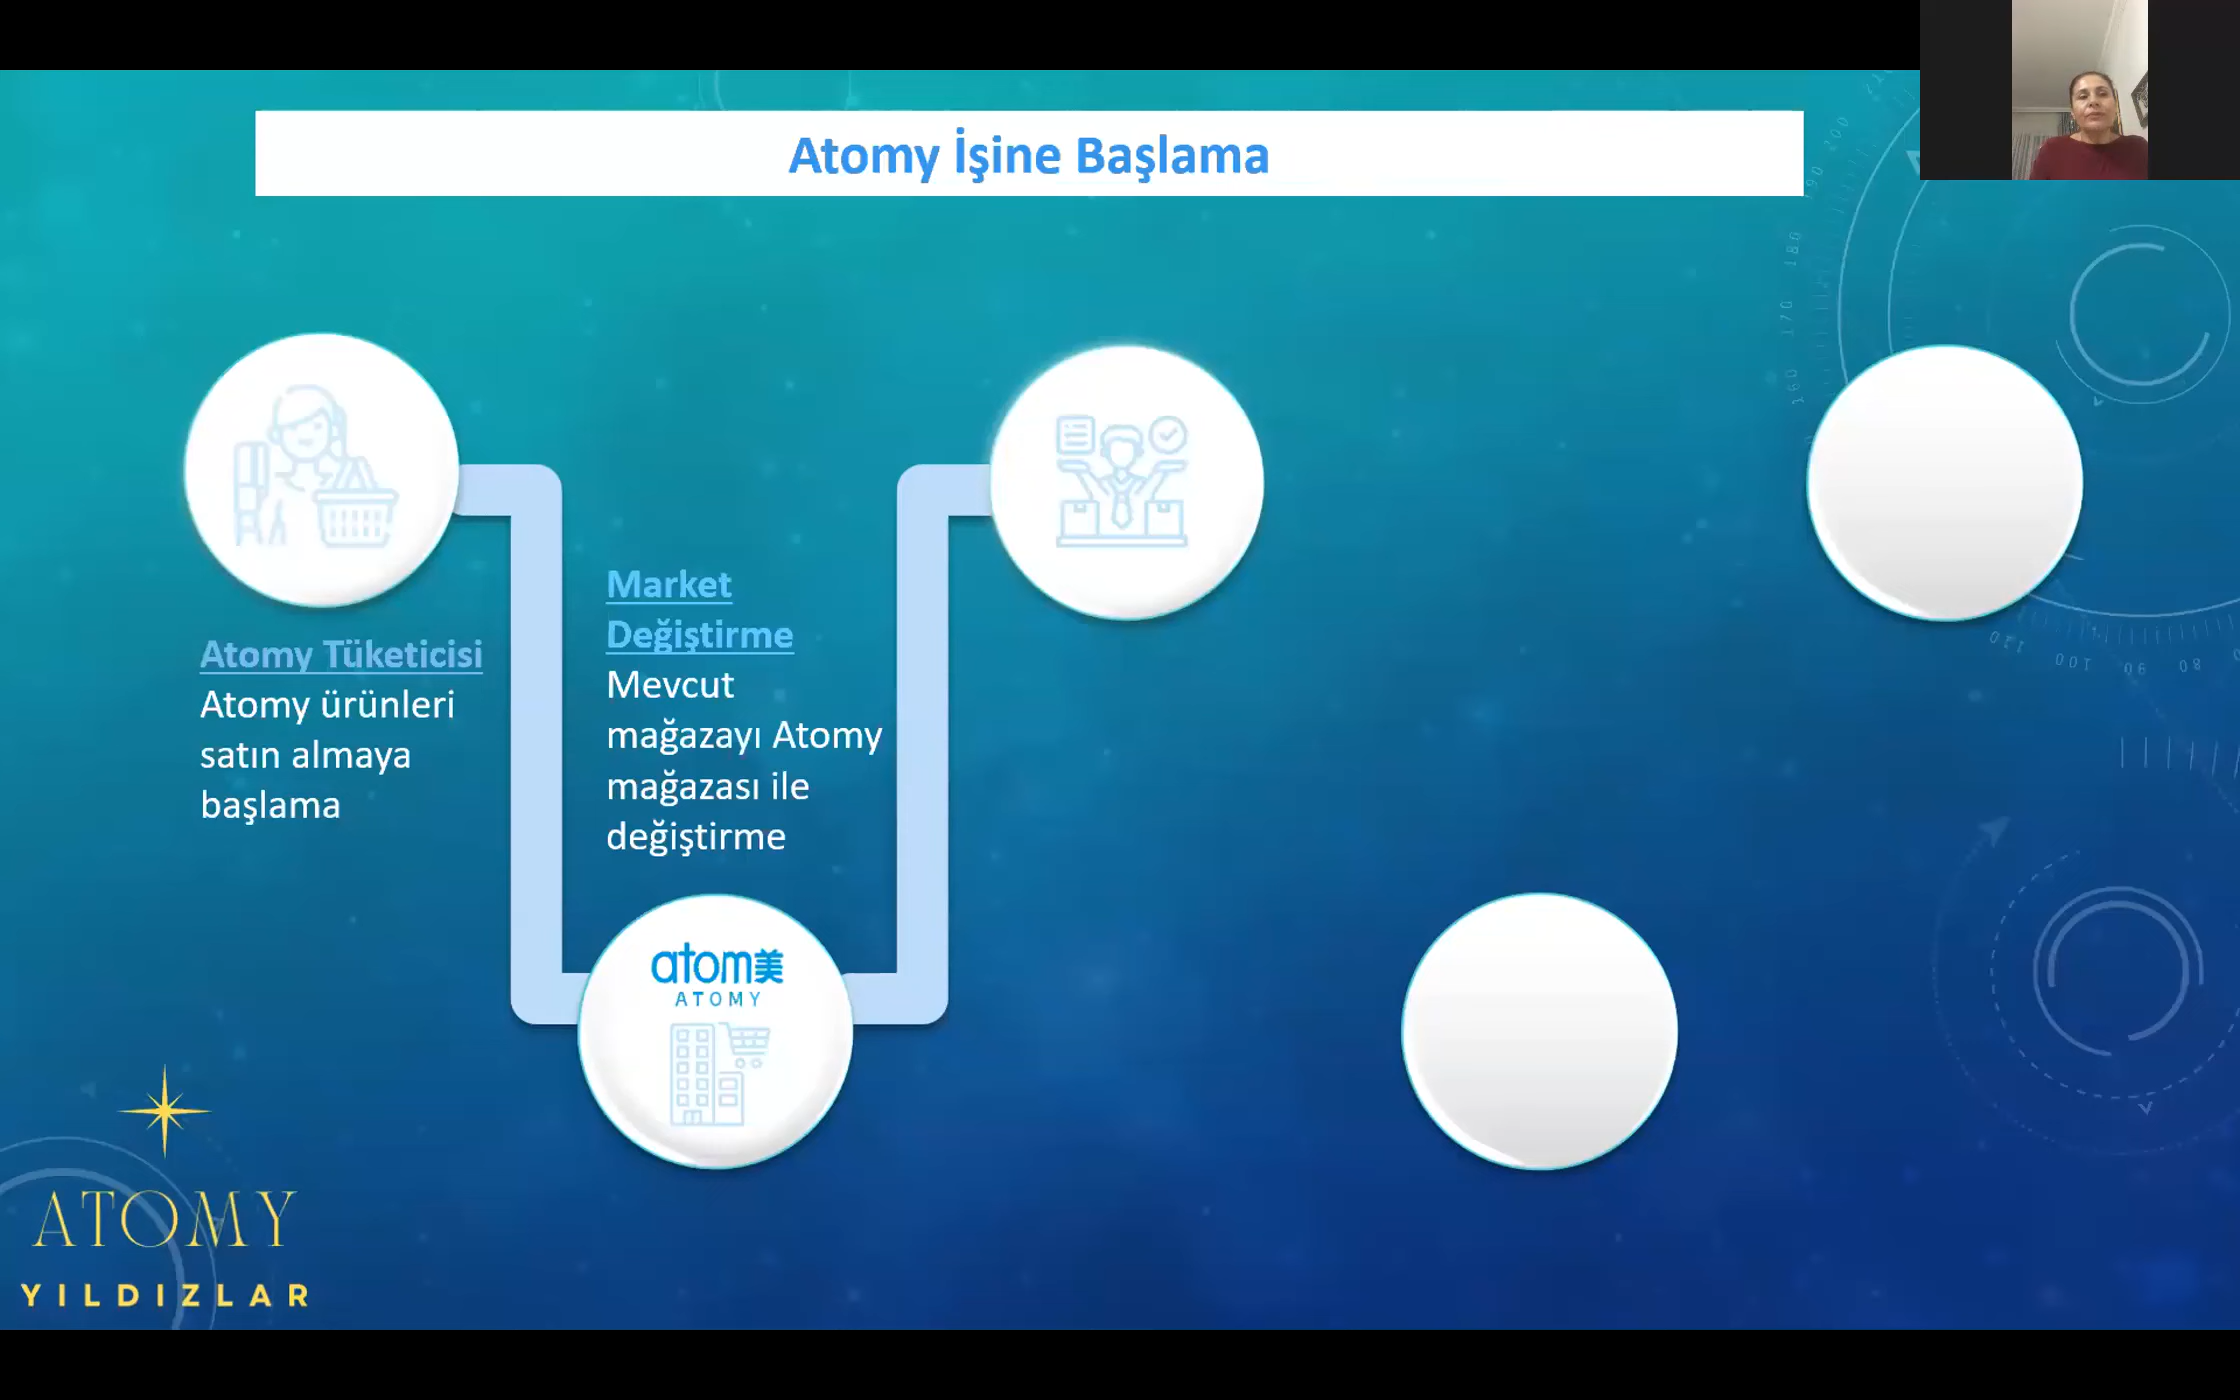 Atomy İşine Başlama
Atomy Tüketicisi
Atomy ürünleri
satın almaya
başlama
Market
Değiştirme
Mevcut
mağazayı Atomy
mağazası ile
değiştirme
atom美
ATOMY
ATOMY
YILDIZLAR